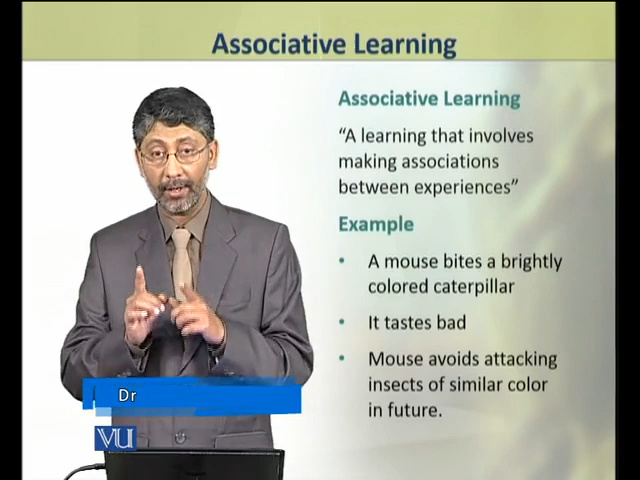 Associative Learning
Associative Learning
“A learning that involves
making associations
between experiences”
Example
• A mouse bites a brightly
colored caterpillar
• It tastes bad
• Mouse avoids attacking
insects of similar color
in future.
Dr
VU